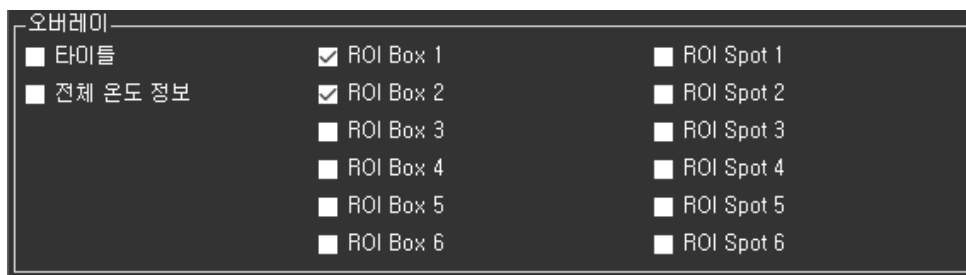 오버레이
타이틀 ROI Box 1 ROI Spot 1
전체 온도 정보 ROI Box 2 ROI Spot 2
ROI Box 3 ROI Spot 3
ROI Box 4 ROI Spot 4
ROI Box 5 ROI Spot 5
ROI Box 6 ROI Spot 6